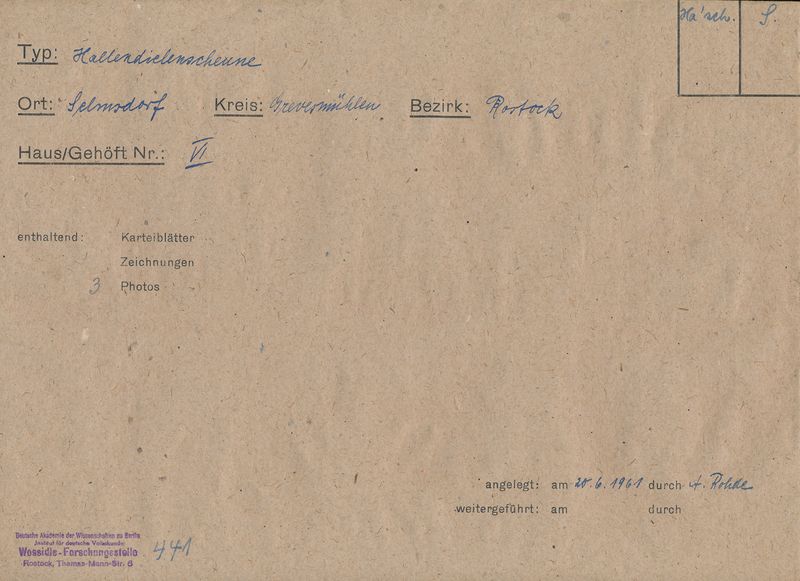 Ha'sch. S.
Typ: Hallendielenscheune
Ort: Selmsdorf Kreis: Grevesmühlen Bezirk: Rostock
Haus/Gehöft Nr.: VI
enthaltend: Karteiblätter
Zeichnungen
3 Photos
angelegt: am 20.6.1961 durch A. Rohde
weitergeführt: am durch
Deutsche Akademie der Wissenschaften zu Berlin
Institut für deutsche Volkskunde
Wossidlo-Forschungsstelle
Rostock, Thomas-Mann-Str. 6
441